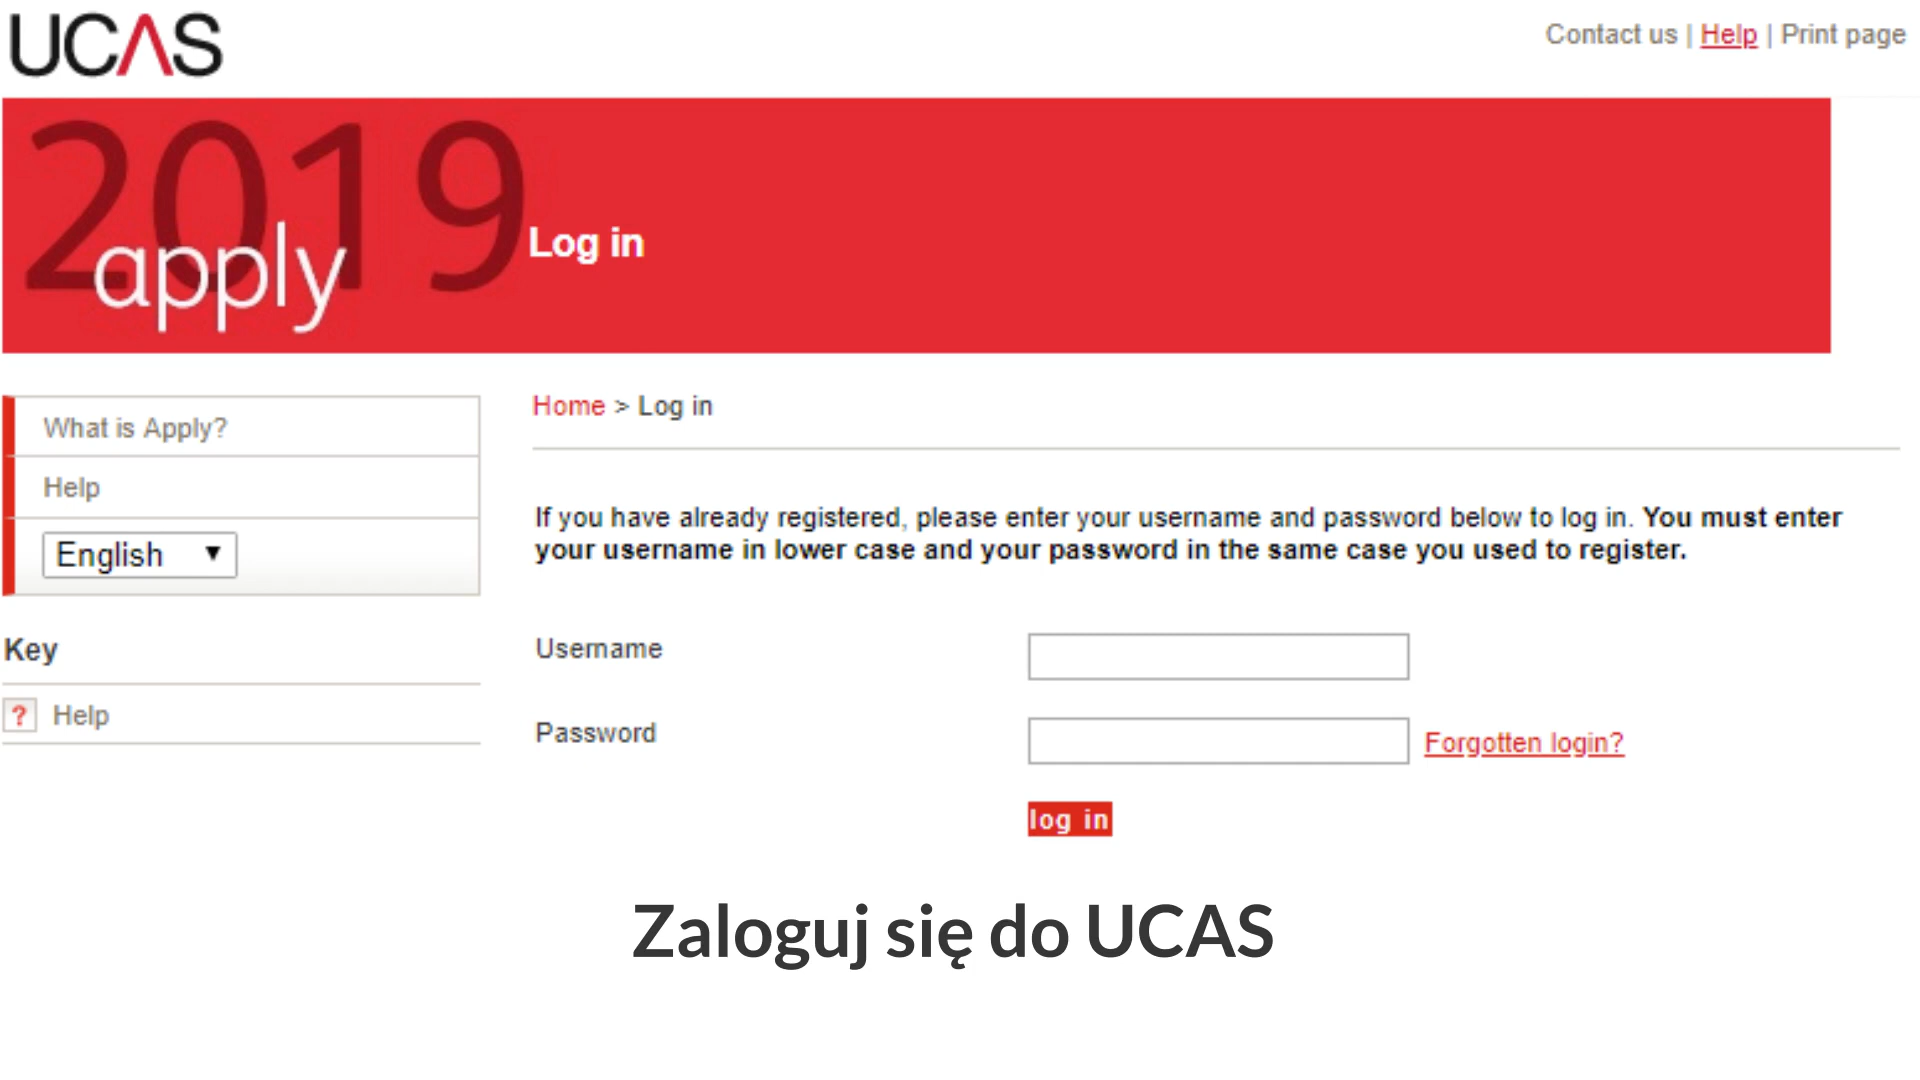 UCAS
Contact us | Help | Print page
2019
apply
Log in
What is Apply?
Help
English
Key
? Help
Home > Log in
If you have already registered, please enter your username and password below to log in. You must enter
your username in lower case and your password in the same case you used to register.
Username
Password
Forgotten login?
log in
Zaloguj się do UCAS